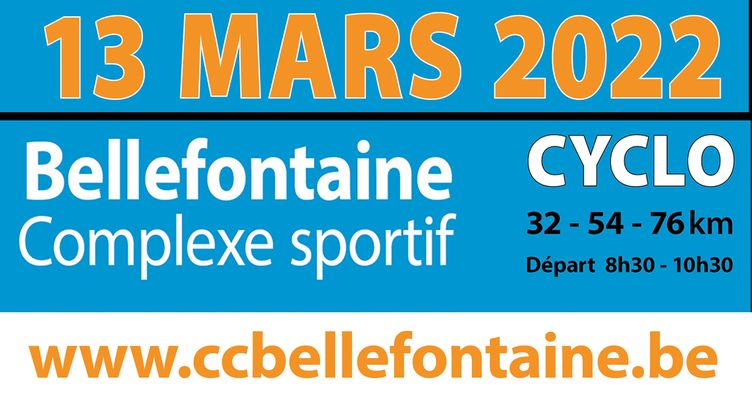 13 MARS 2022
Bellefontaine
Complexe sportif
CYCLO
32 - 54 - 76 km
Départ 8h30 - 10h30
www.ccbellefontaine.be